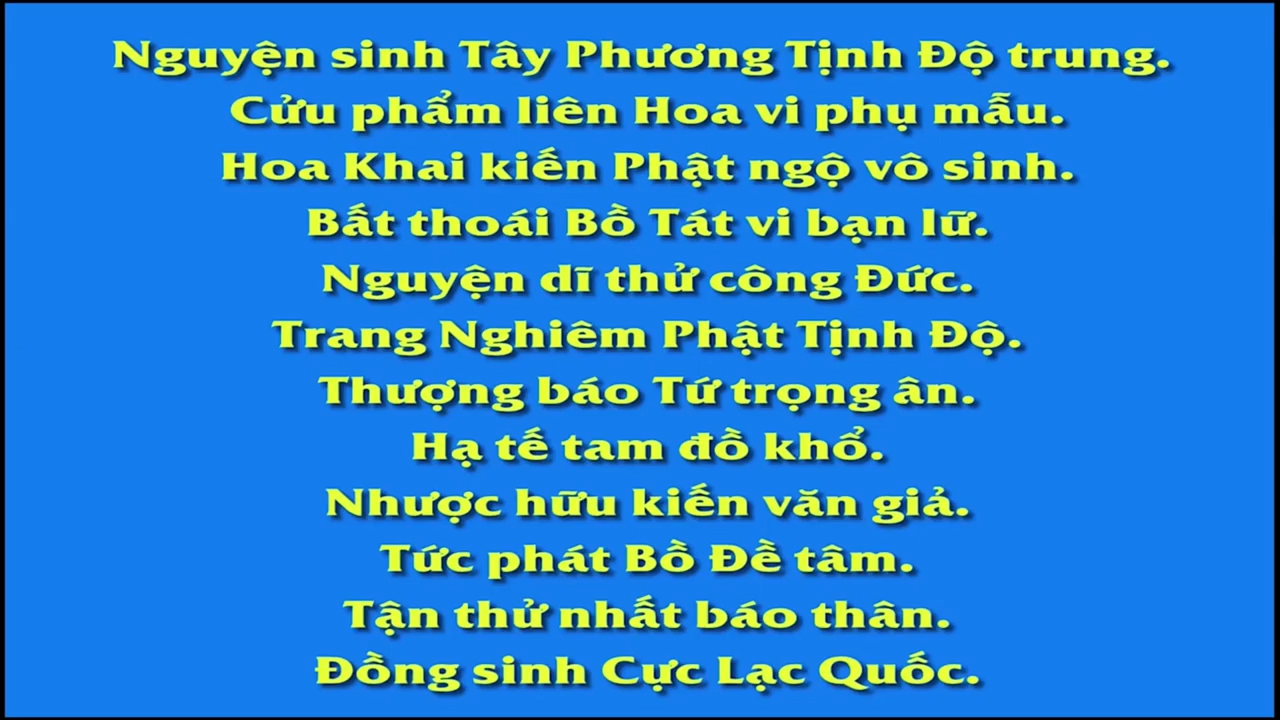 Nguyện sinh Tây Phương Tịnh Độ trung.
Cửu phẩm liên Hoa vi phụ mẫu.
Hoa Khai kiến Phật ngộ vô sinh.
Bất thoái Bồ Tát vi bạn lữ.
Nguyện dĩ thử công Đức.
Trang Nghiêm Phật Tịnh Độ.
Thượng báo Tứ trọng ân.
Hạ tế tam đồ khổ.
Nhược hữu kiến văn giả.
Tức phát Bồ Đề tâm.
Tận thử nhất báo thân.
Đồng sinh Cực Lạc Quốc.